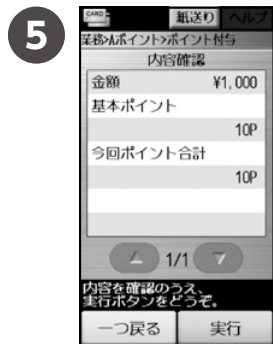 5
CARD
紙送り ヘルプ
業務>Aポイント>ポイント付与
内容確認
金額 ¥1,000
基本ポイント
10P
今回ポイント合計
10P
1/1
内容を確認のうえ、
実行ボタンをどうぞ。
一つ戻る 実行